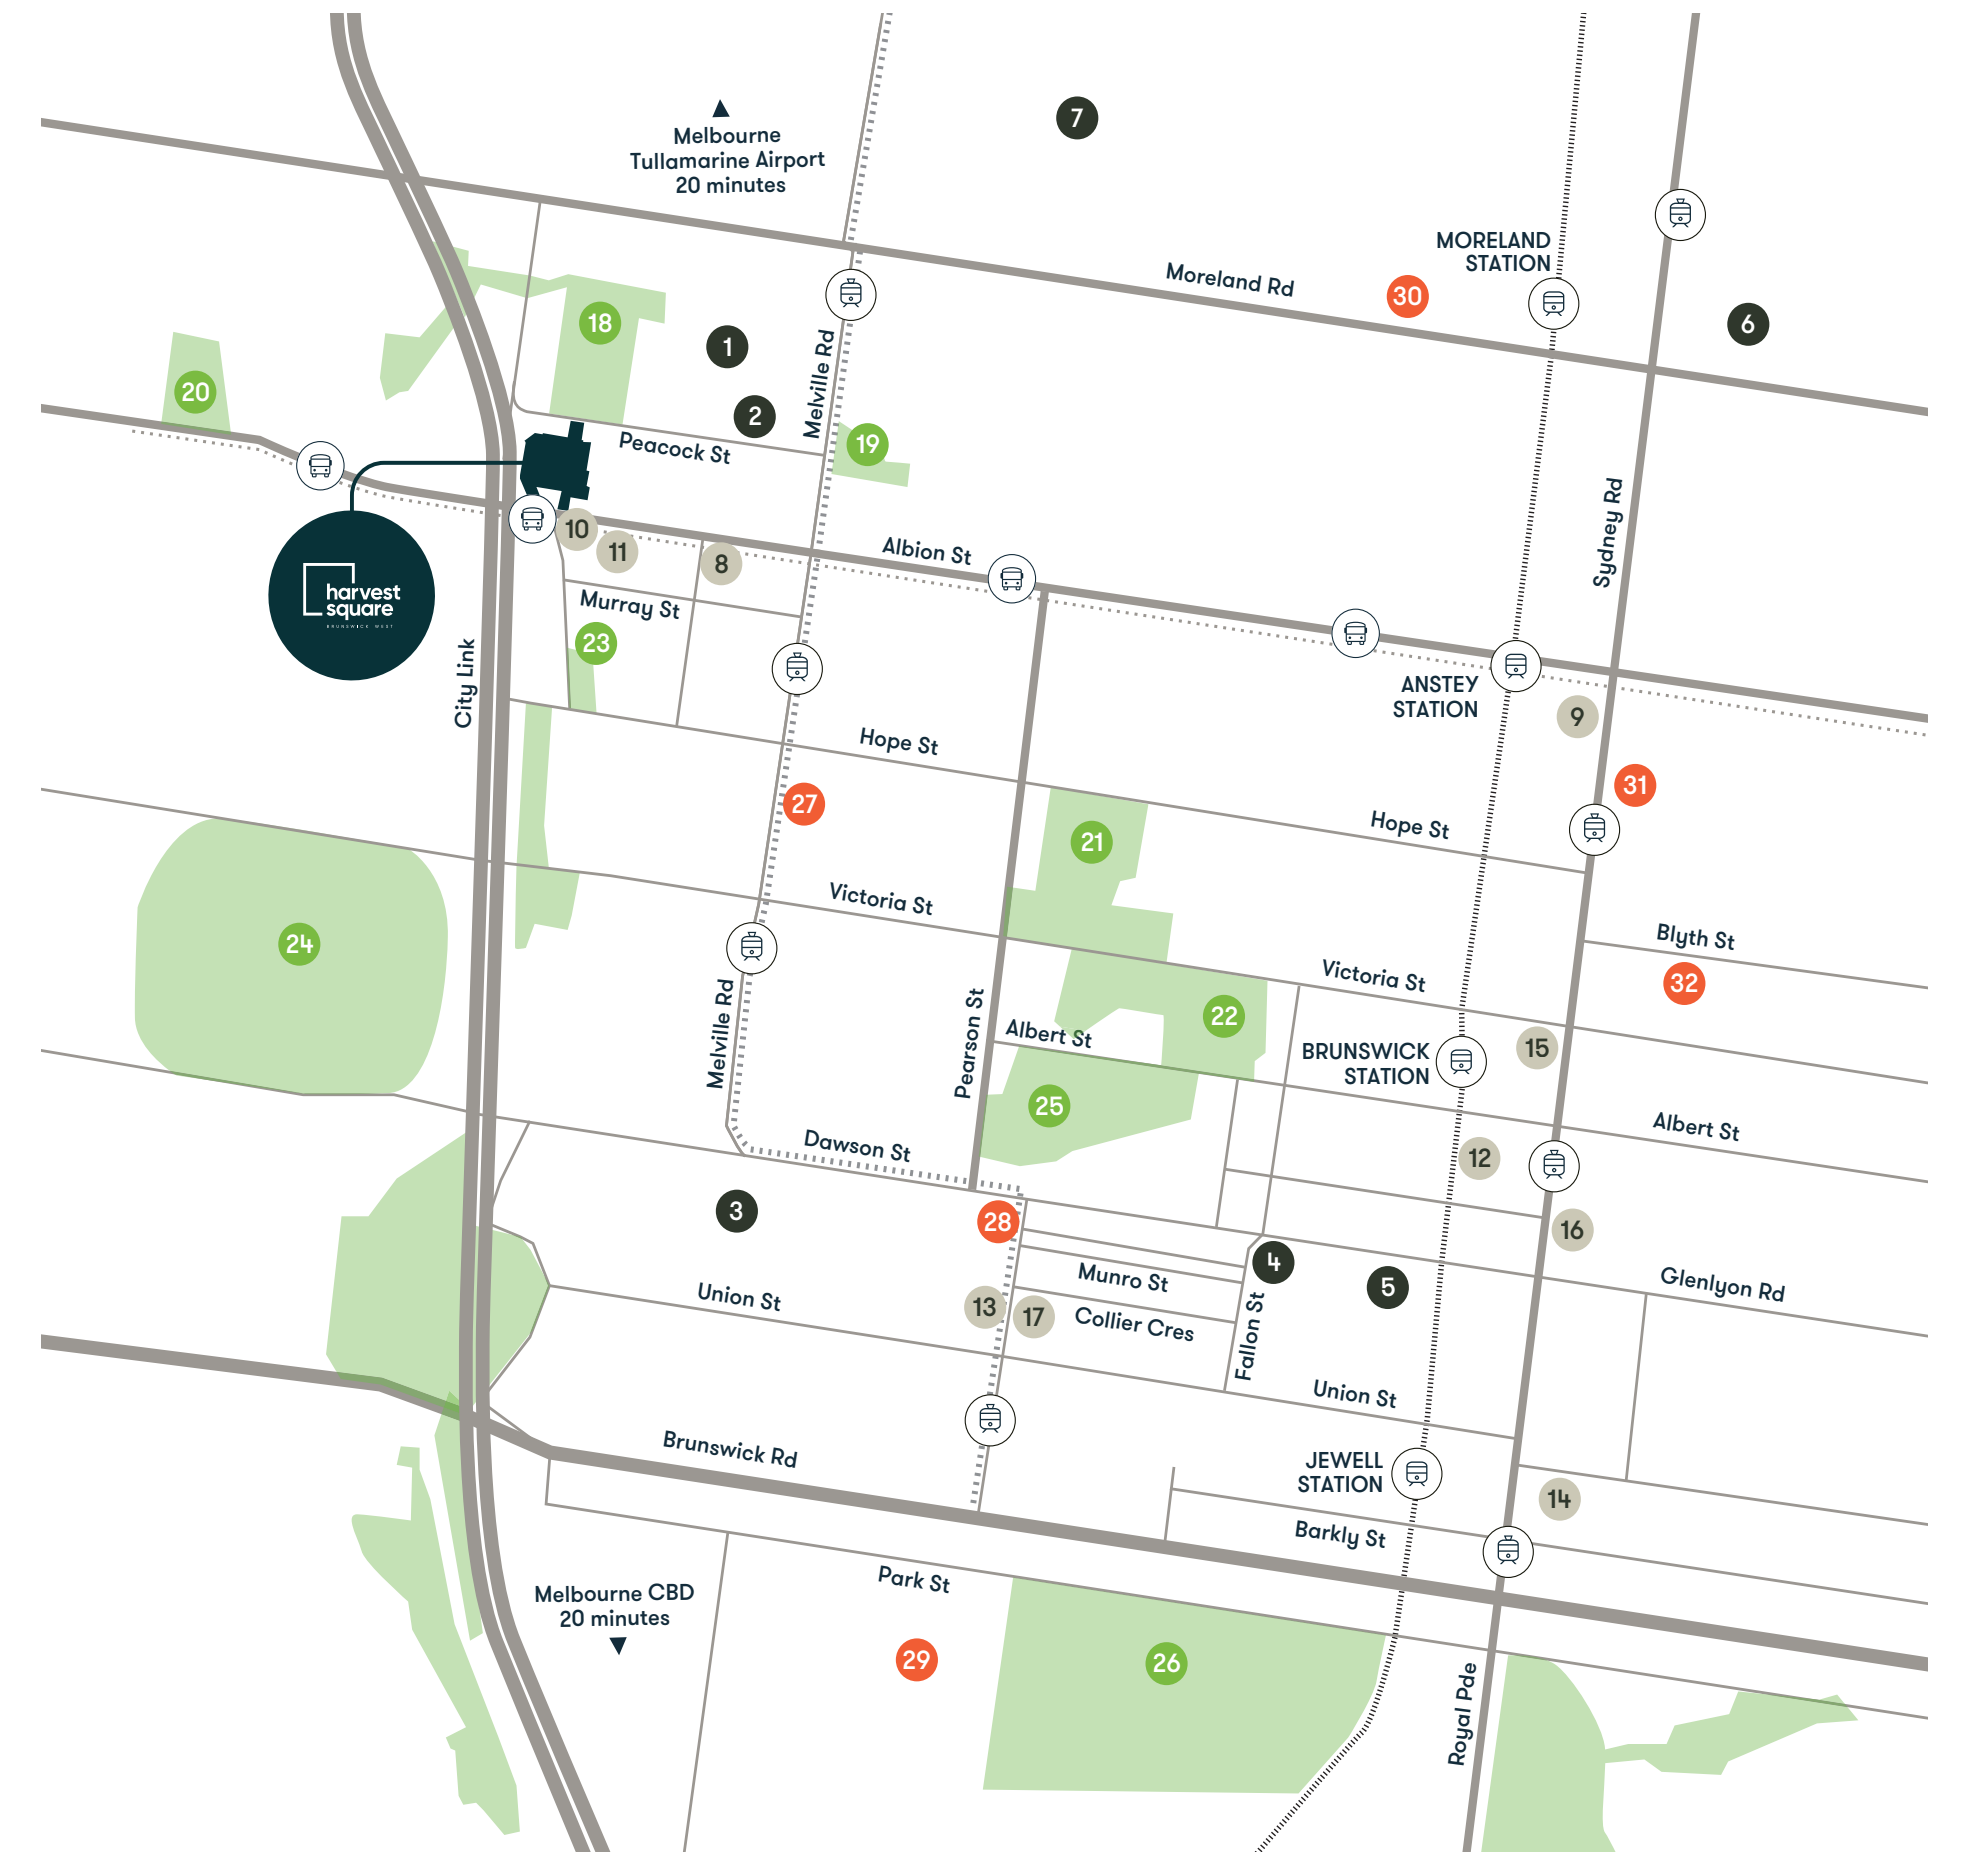 7
Melbourne
Tullamarine Airport
20 minutes
MORELAND
STATION
Moreland Rd
30
6
18
1
Melville Rd
20
2
19
Peacock St
Sydney Rd
10
11
8
Albion St
harvest
square
BRUNSWICK WEST
Murray St
23
City Link
ANSTEY
STATION
9
Hope St
27
31
21
Hope St
Victoria St
24
Blyth St
Victoria St
32
22
Melville Rd
Pearson St
Albert St
BRUNSWICK
STATION
15
25
Albert St
Dawson St
12
3
28
16
4
5
Munro St
Glenlyon Rd
Union St
13
17
Collier Cres
Fallon St
Union St
Brunswick Rd
JEWELL
STATION
14
Barkly St
Park St
Melbourne CBD
20 minutes
29
26
Royal Pde